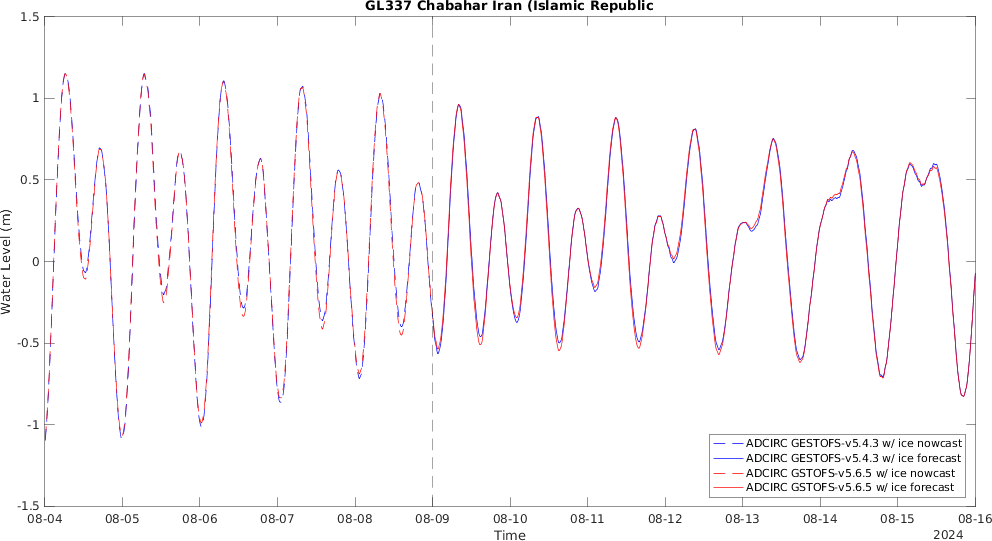 GL337 Chabahar Iran (Islamic Republic
1.5
1
0.5
0
-0.5
-1
-1.5
Water Level (m)
ADCIRC GESTOFS-v5.4.3 w/ ice nowcast
ADCIRC GESTOFS-v5.4.3 w/ ice forecast
ADCIRC GSTOFS-v5.6.5 w/ ice nowcast
ADCIRC GSTOFS-v5.6.5 w/ ice forecast
08-04 08-05 08-06 08-07 08-08 08-09 08-10 08-11 08-12 08-13 08-14 08-15 08-16
Time
2024